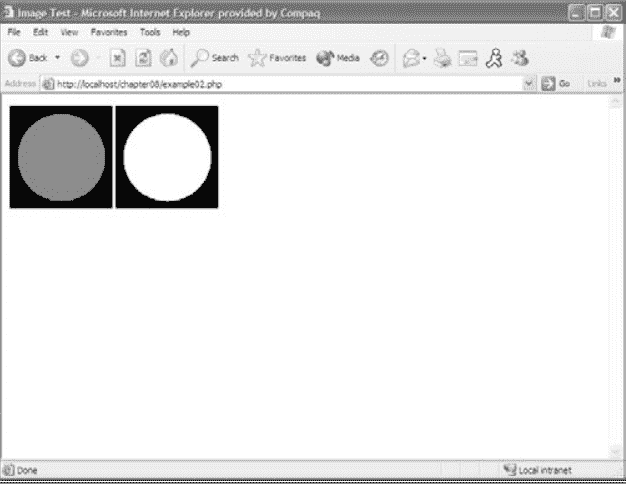 Image Test - Microsoft Internet Explorer provided by Compaq
File Edit View Favorites Tools Help
Back Search Favorites Media
Address http://localhost/chapter08/example02.php Go Links »
Done Local intranet